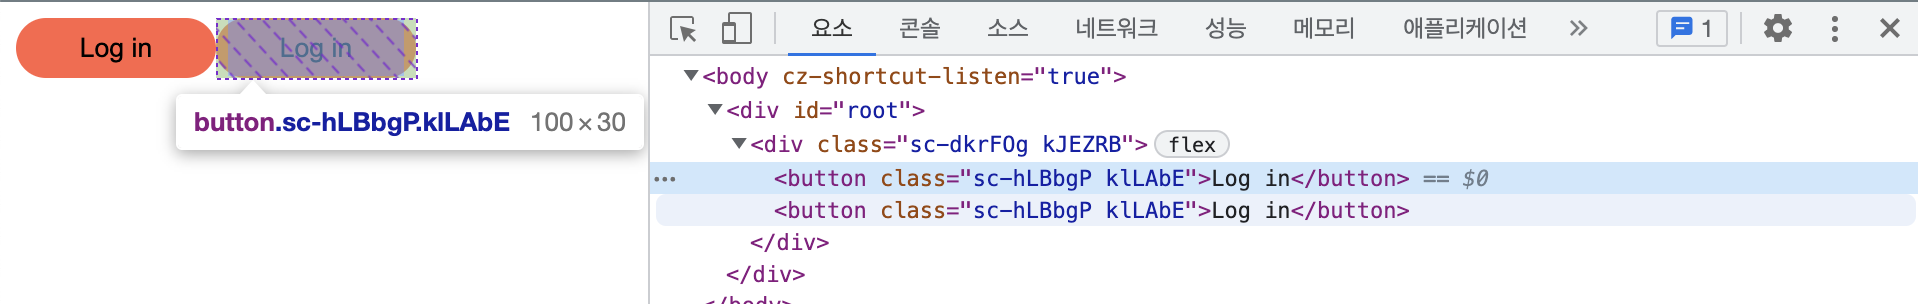 Log in
Log in
button.sc-hLBbgP.klLAbE 100×30
요소 콘솔 소스 네트워크 성능 메모리 애플리케이션 » 1
<body cz-shortcut-listen="true">
<div id="root">
<div class="sc-dkrFOg kJEZRB"> flex
<button class="sc-hLBbgP klLAbE">Log in</button> == $0
<button class="sc-hLBbgP klLAbE">Log in</button>
</div>
</div>
</body>